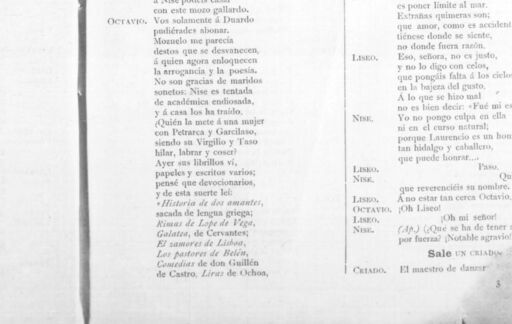 á Nise podéis casar
con este mozo gallardo.
OCTAVIO. Vos solamente á Duardo
pudiérades abonar.
Mozuelo me parecía
destos que se desvanecen,
á quien agora enloquecen
la arrogancia y la poesía.
No son gracias de maridos
sonetos: Nise es tentada
de académica endiosada,
y á casa los ha traído.
¿Quién la mete á una mujer
con Petrarca y Garcilaso,
siendo su Virgilio y Taso
hilar, labrar y coser?
Ayer sus librillos ví,
papeles y escritos varios;
pensé que devocionarios,
y de esta suerte leí:
«Historia de dos amantes,
sacada de lengua griega;
Rimas de Lope de Vega,
Galatea, de Cervantes;
El camoes de Lisboa,
Los pastores de Belén,
Comedias de don Guillén
de Castro, Liras de Ochoa,
es poner límite al mar.
Extrañas quimeras son;
que amor, como es accident
tiénese donde se siente,
no donde fuera razón.
LISEO. Eso, señora, no es justo,
y no lo digo con celos,
que pongáis falta á los cielos
en la bajeza del gusto.
Á lo que se hizo mal
no es bien decir: «Fué mi es
NISE. Yo no pongo culpa en ella
ni en el curso natural;
porque Laurencio es un hom
tan hidalgo y caballero,
que puede honrar....
LISEO. Paso.
NISE. Qu
que reverenciéis su nombre.
LISEO. Á no estar tan cerca Octavio,
OCTAVIO. ¡Oh Liseo!
LISEO. ¡Oh mi señor!
NISE. (Ap.) (¿Que se ha de tener
por fuerza? ¡Notable agravio!
Sale UN CRIADO
CRIADO. El maestro de danzar